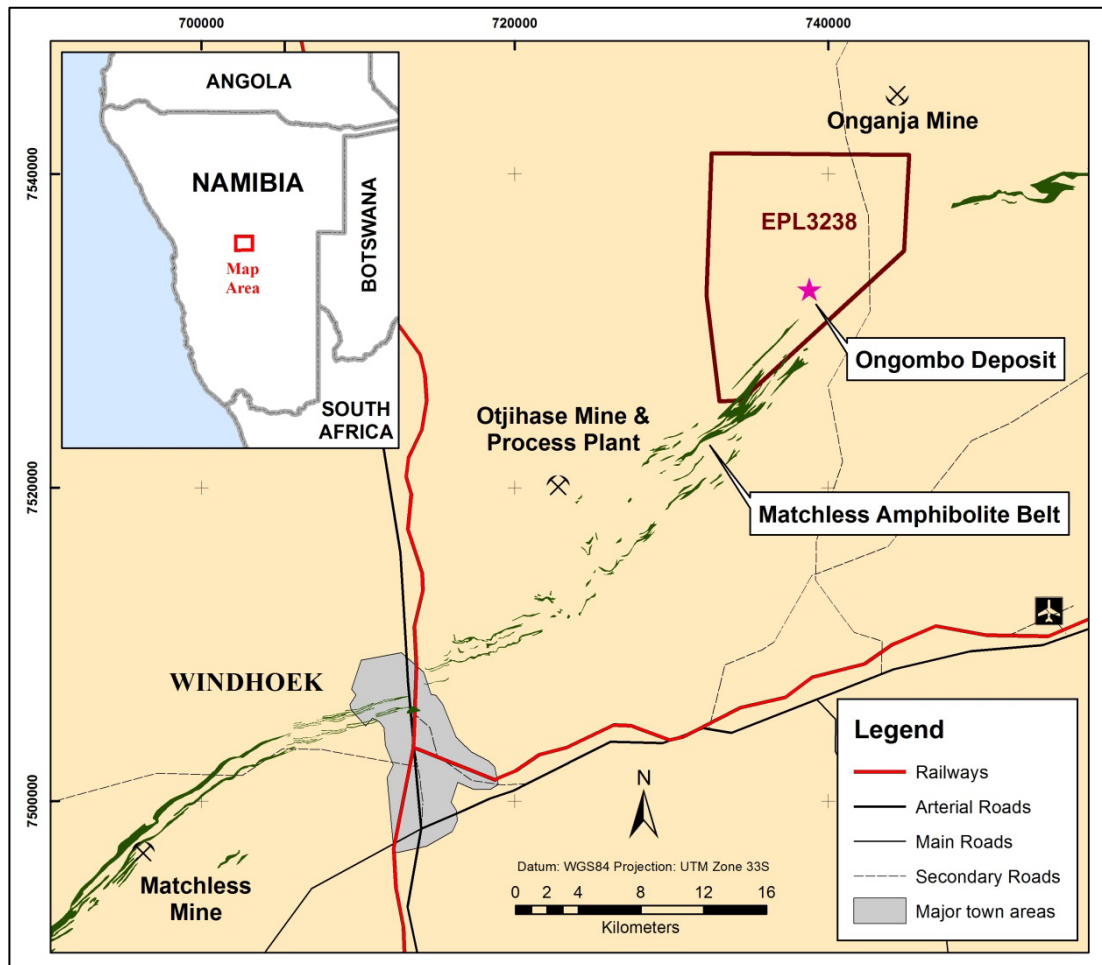 700000
720000
740000
7540000
7520000
7500000
ANGOLA
NAMIBIA
BOTSWANA
Map
Area
SOUTH
AFRICA
Onganja Mine
EPL3238
Ongombo Deposit
Otjihase Mine &
Process Plant
Matchless Amphibolite Belt
WINDHOEK
Matchless
Mine
N
Datum: WGS84 Projection: UTM Zone 33S
0 2 4 8 12 16
Kilometers
Legend
Railways
Arterial Roads
Main Roads
Secondary Roads
Major town areas